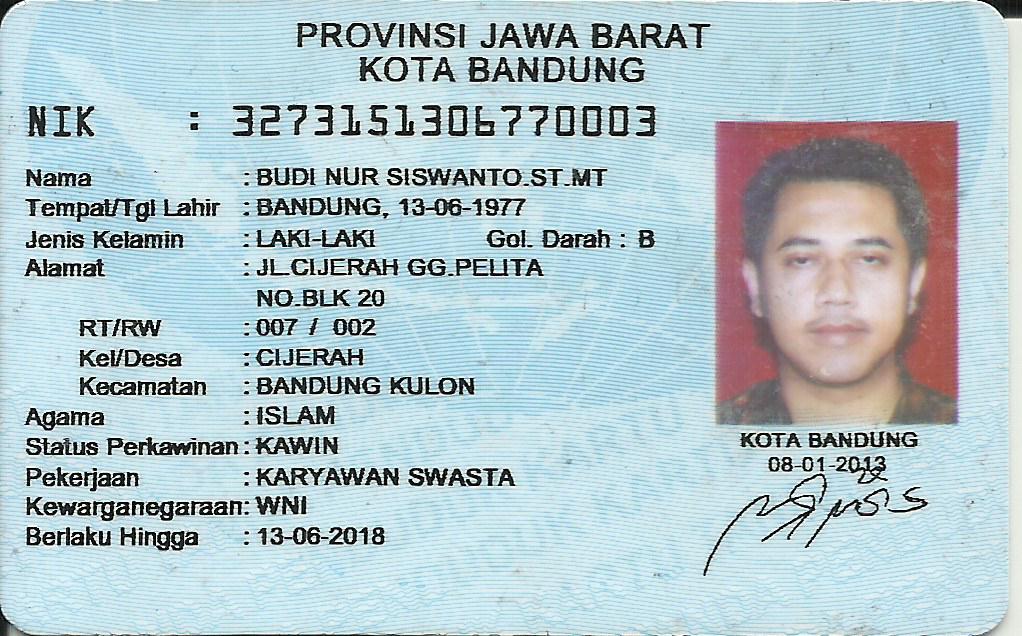 PROVINSI JAWA BARAT
KOTA BANDUNG
NIK : 3273151306770003
Nama : BUDI NUR SISWANTO.ST.MT
Tempat/Tgl Lahir : BANDUNG, 13-06-1977
Jenis Kelamin : LAKI-LAKI Gol. Darah : B
Alamat : JL.CIJERAH GG.PELITA
NO.BLK 20
RT/RW : 007 / 002
Kel/Desa : CIJERAH
Kecamatan : BANDUNG KULON
Agama : ISLAM
Status Perkawinan : KAWIN
Pekerjaan : KARYAWAN SWASTA
Kewarganegaraan: WNI
Berlaku Hingga : 13-06-2018
KOTA BANDUNG
08-01-2013